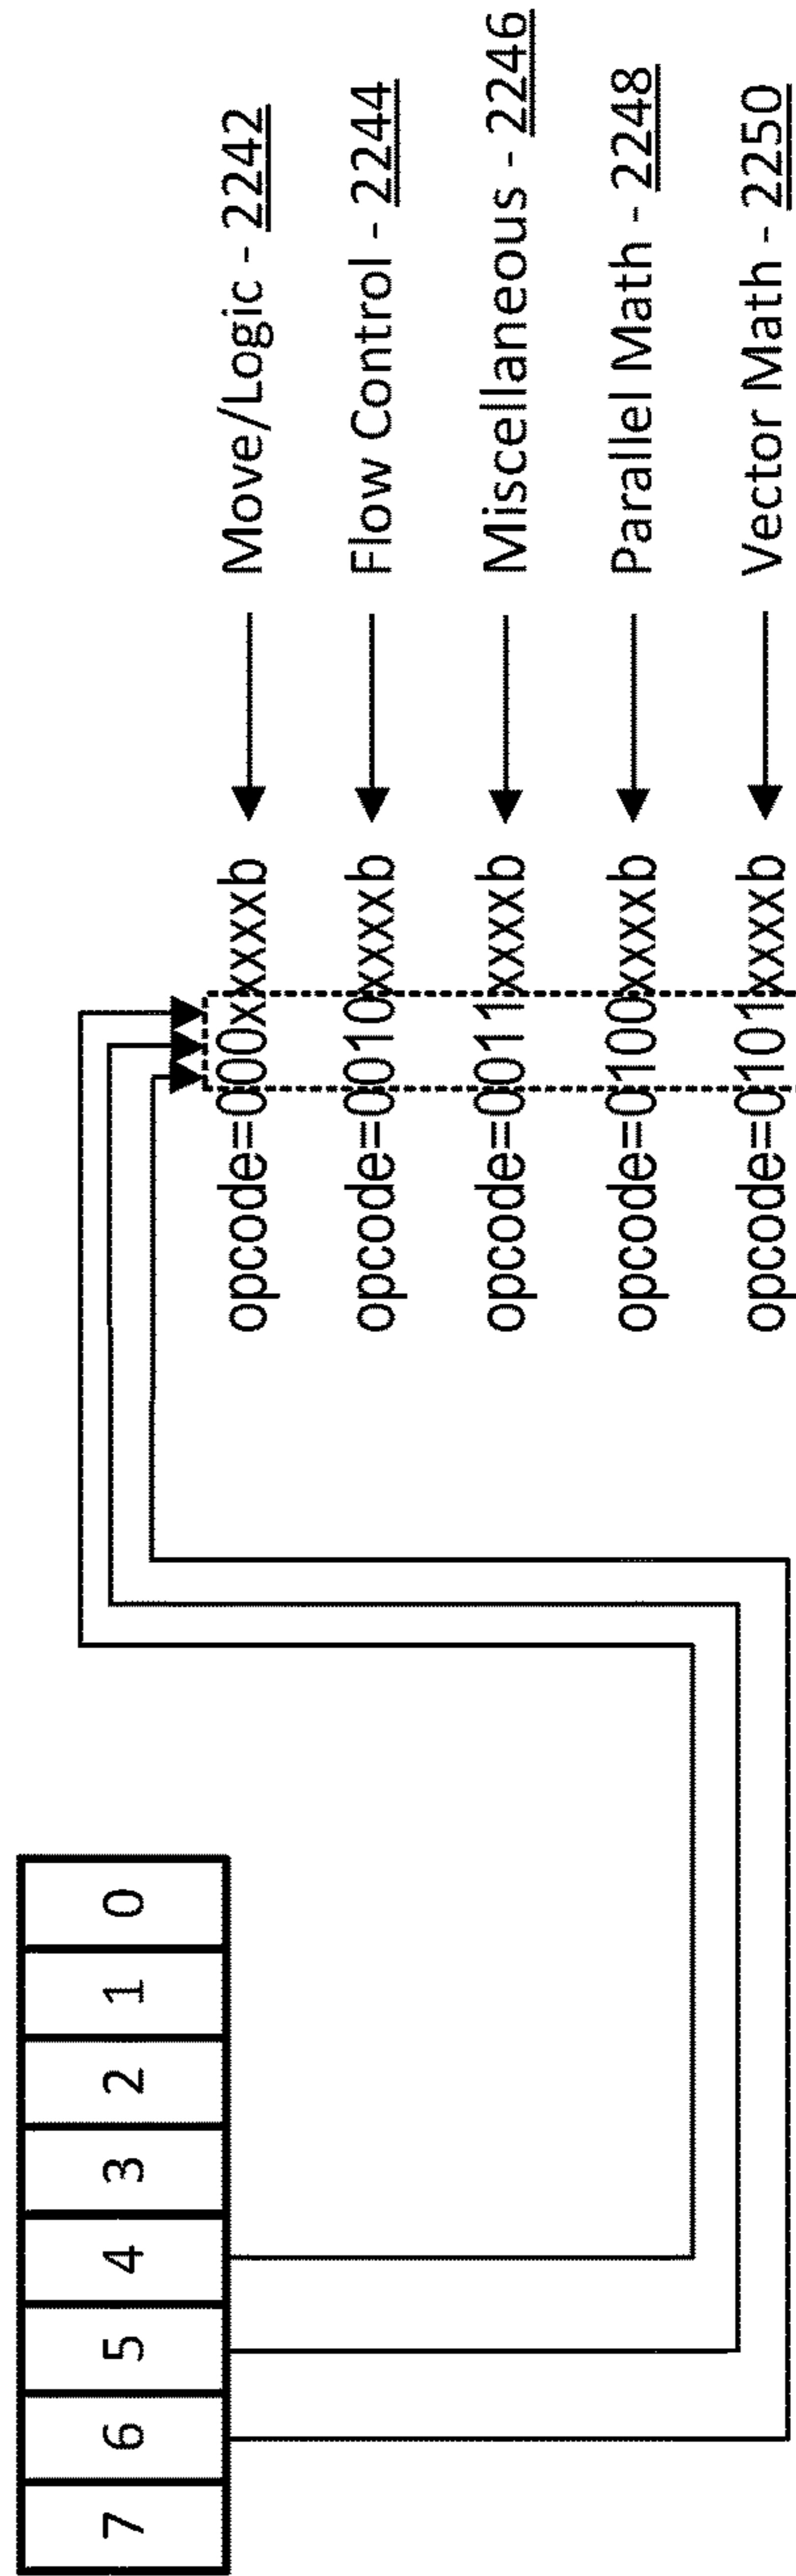 7 6 5 4 3 2 1 0
opcode=000xxxxxb Move/Logic - 2242
opcode=0010xxxxb Flow Control - 2244
opcode=0011xxxxb Miscellaneous - 2246
opcode=0100xxxxb Parallel Math - 2248
opcode=0101xxxxb Vector Math - 2250